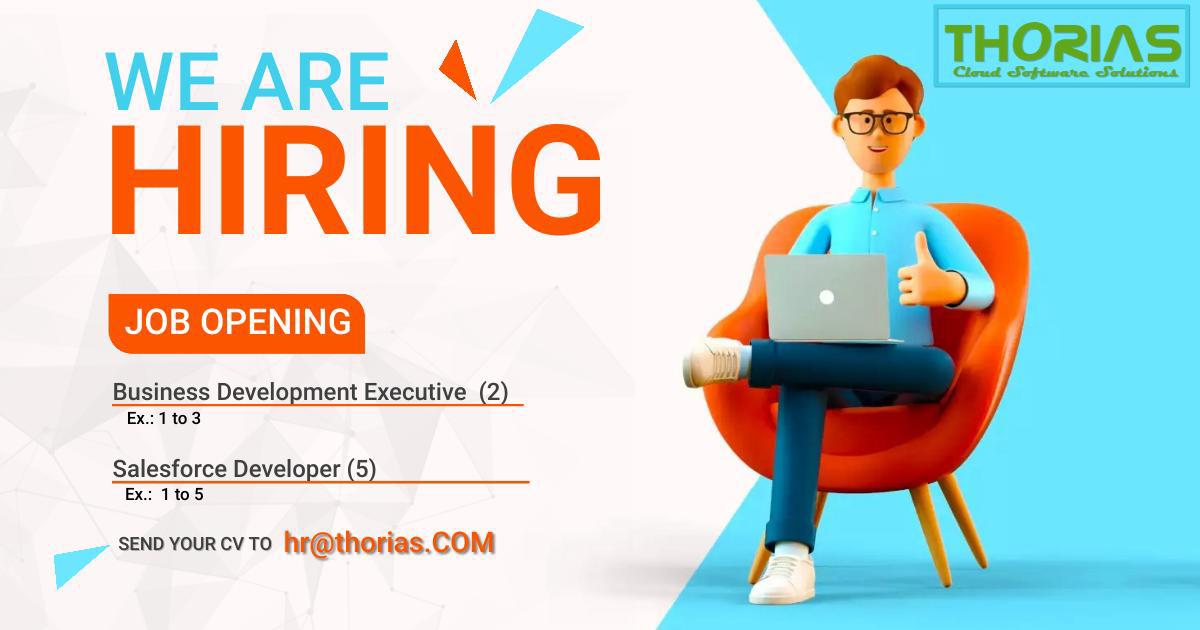 THORIAS
Cloud Software Solutions
WE ARE
HIRING
JOB OPENING
Business Development Executive (2)
Ex.: 1 to 3
Salesforce Developer (5)
Ex.: 1 to 5
SEND YOUR CV TO hr@thorias.COM